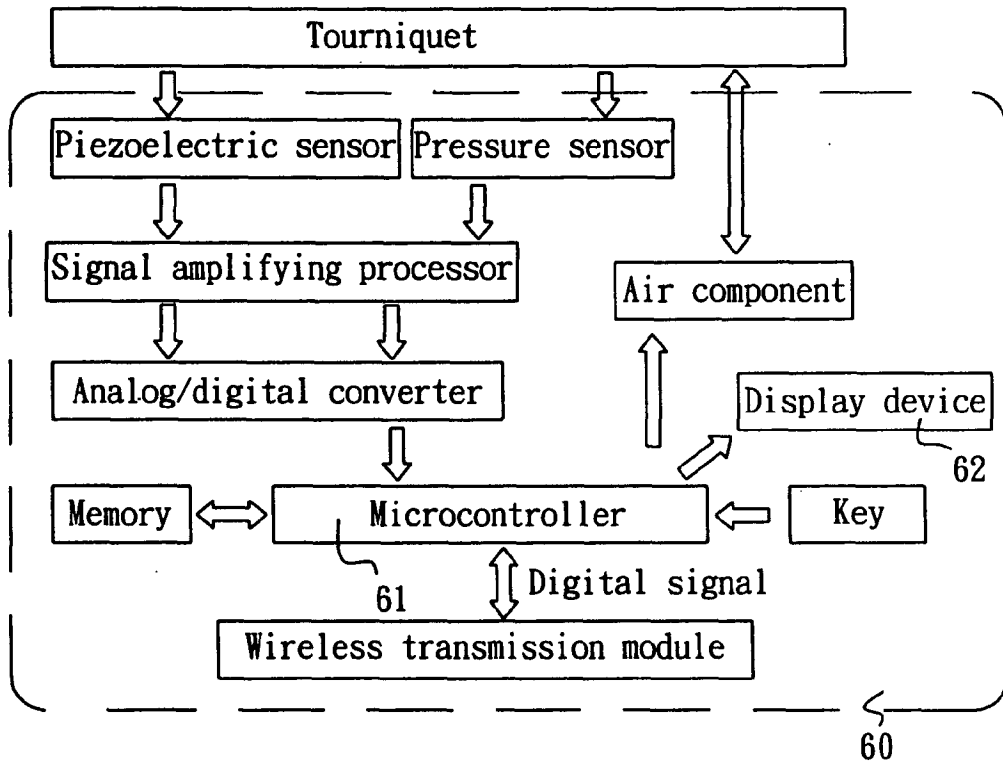 Tourniquet
Piezoelectric sensor
Pressure sensor
Signal amplifying processor
Air component
Analog/digital converter
Display device
62
Memory
Microcontroller
Key
61
Digital signal
Wireless transmission module
60